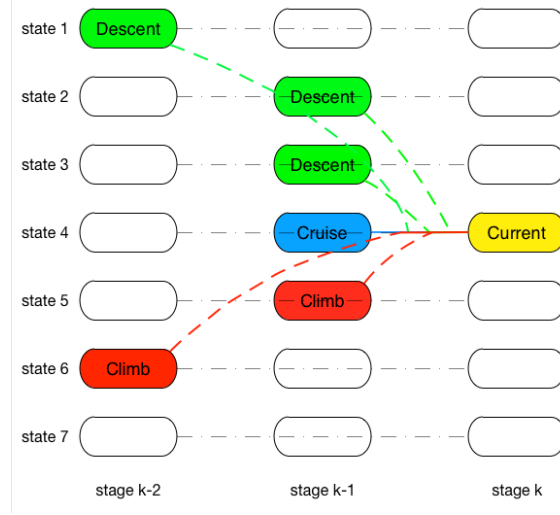 state 1 Descent
state 2 Descent
state 3 Descent
state 4 Cruise Current
state 5 Climb
state 6 Climb
state 7
stage k-2 stage k-1 stage k